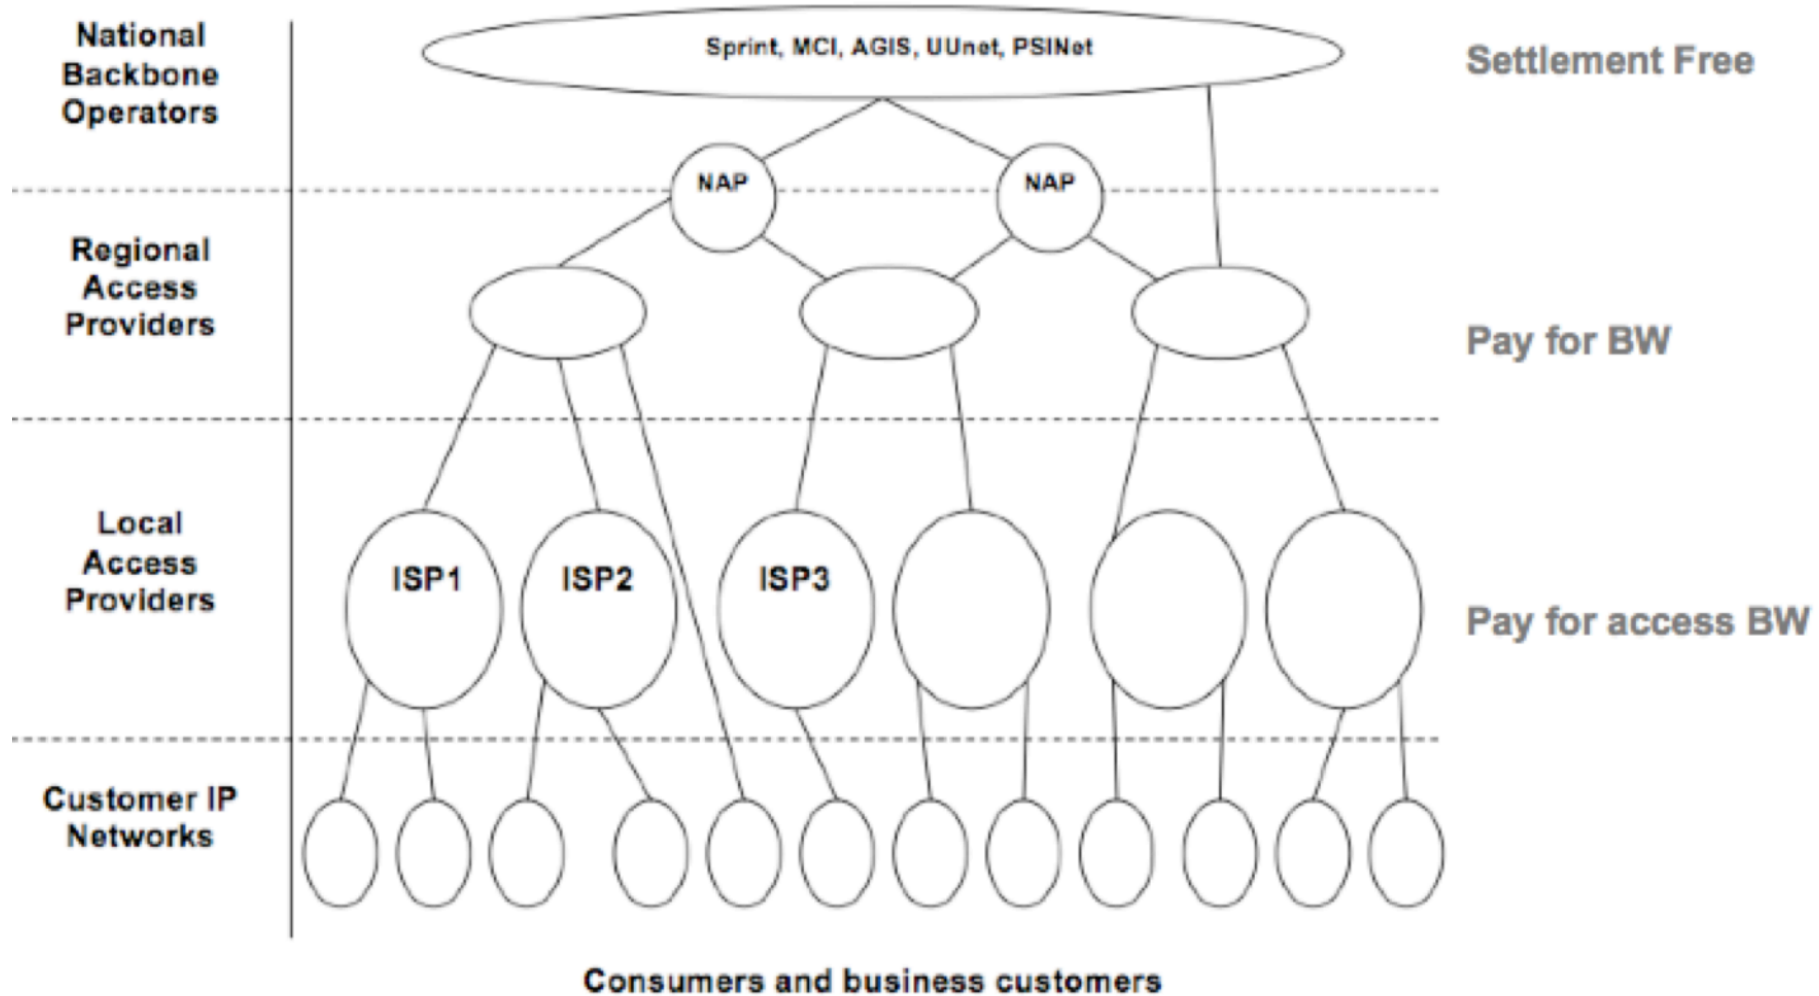 National
Backbone
Operators
Sprint, MCI, AGIS, UUnet, PSINet
Settlement Free
NAP
NAP
Regional
Access
Providers
Pay for BW
Local
Access
Providers
ISP1
ISP2
ISP3
Pay for access BW
Customer IP
Networks
Consumers and business customers